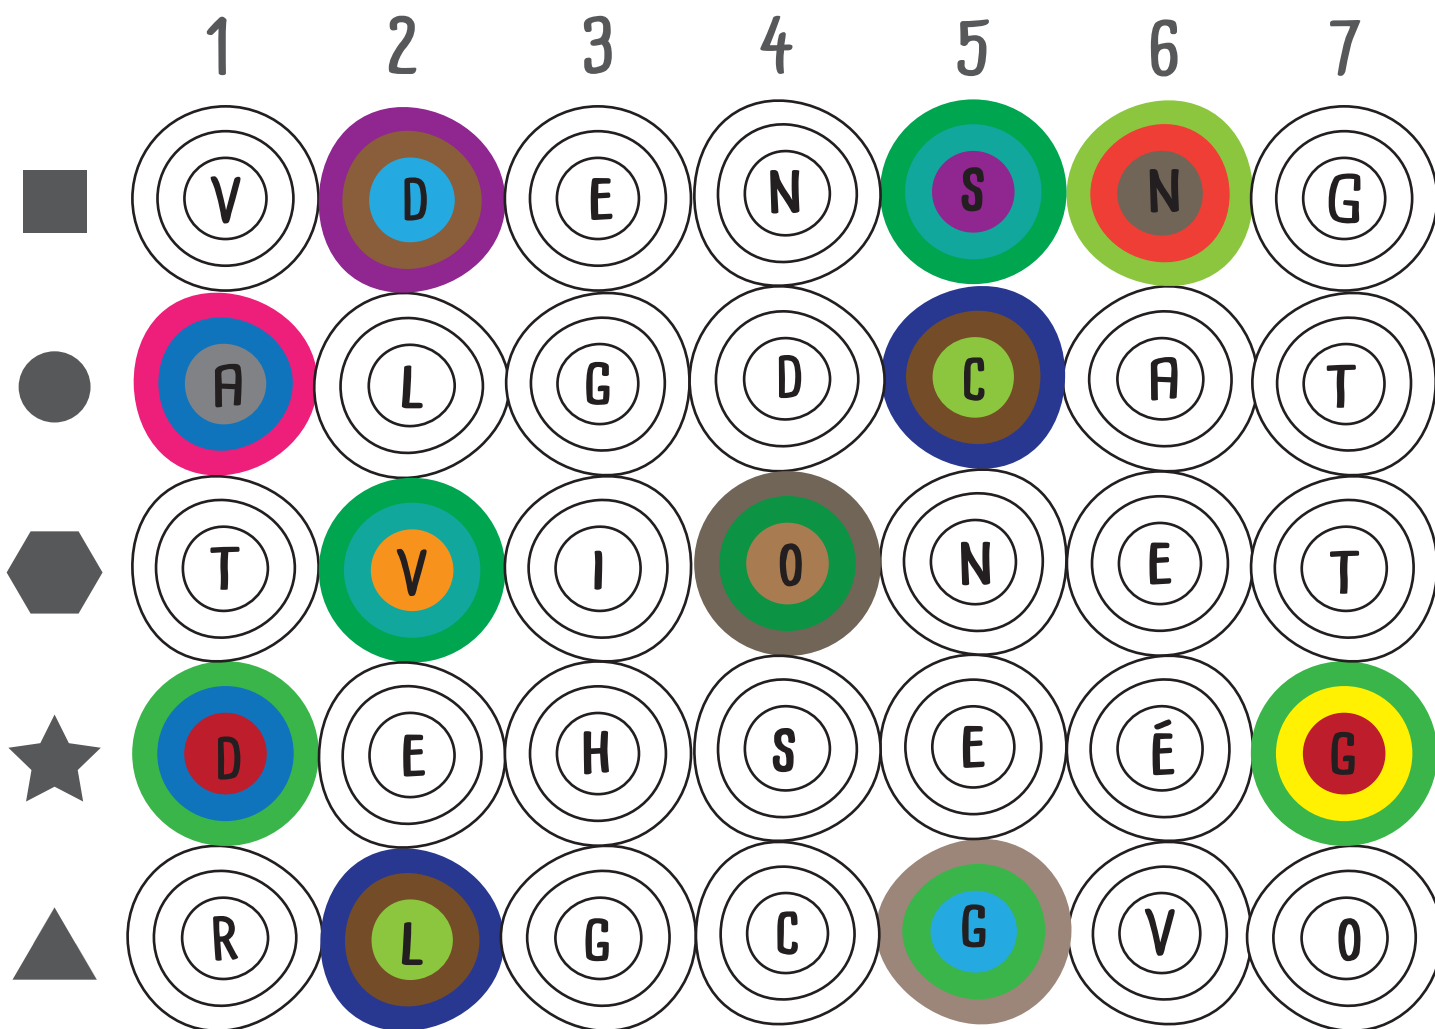 1 2 3 4 5 6 7
V D E N S N G
A L G D C A T
T V I O N E T
D E H S E É G
R L G C G V O